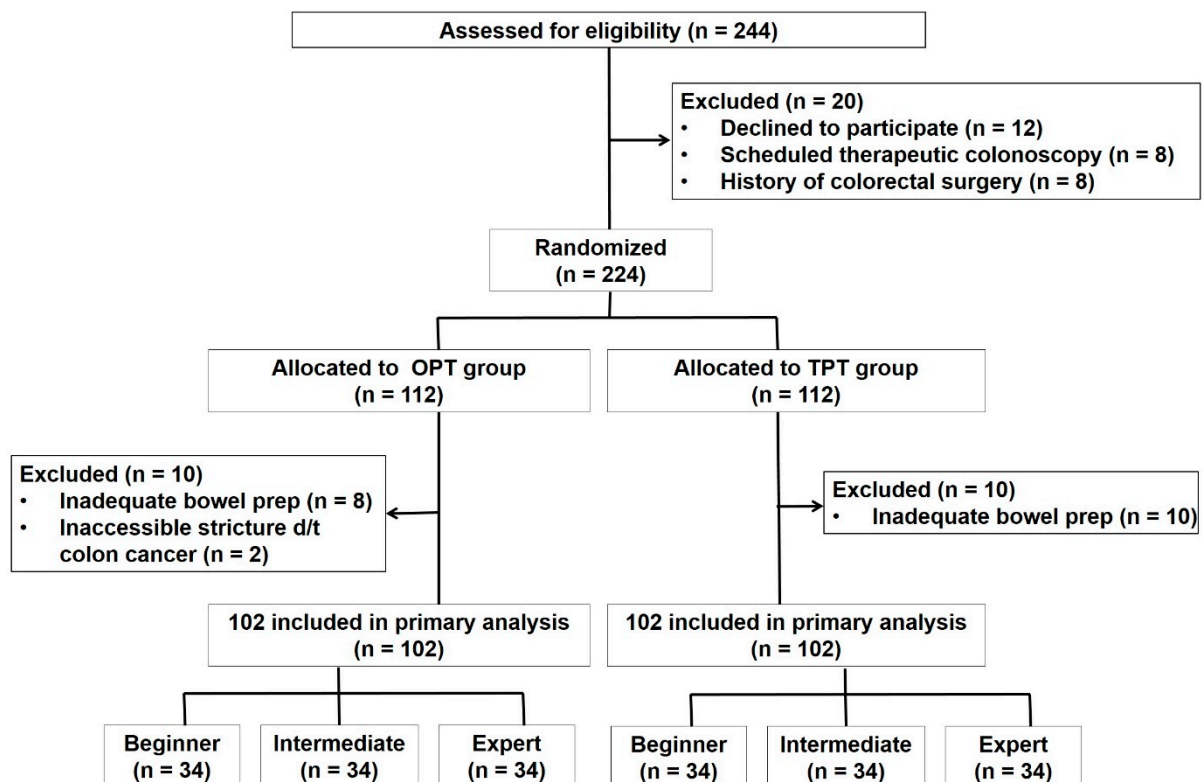 Assessed for eligibility (n = 244)
Excluded (n = 20)
• Declined to participate (n = 12)
• Scheduled therapeutic colonoscopy (n = 8)
• History of colorectal surgery (n = 8)
Randomized
(n = 224)
Allocated to OPT group
(n = 112)
Allocated to TPT group
(n = 112)
Excluded (n = 10)
• Inadequate bowel prep (n = 8)
• Inaccessible stricture d/t
colon cancer (n = 2)
Excluded (n = 10)
• Inadequate bowel prep (n = 10)
102 included in primary analysis
(n = 102)
102 included in primary analysis
(n = 102)
Beginner
(n = 34)
Intermediate
(n = 34)
Expert
(n = 34)
Beginner
(n = 34)
Intermediate
(n = 34)
Expert
(n = 34)